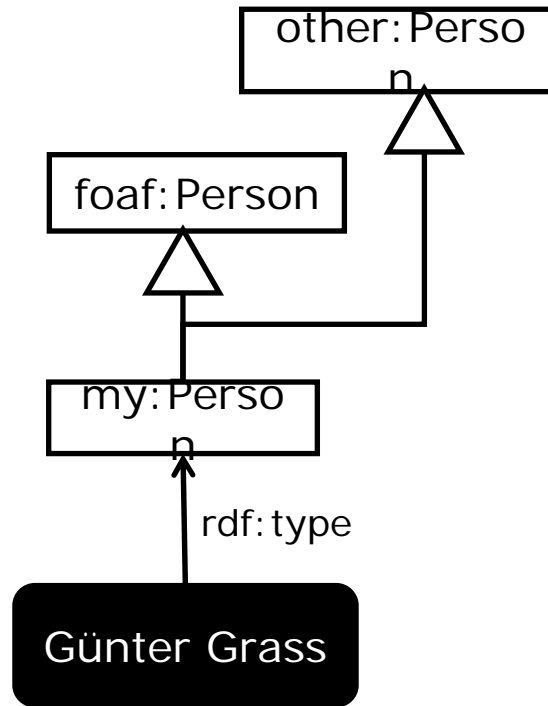 other:Perso
n
foaf:Person
my:Perso
n
rdf:type
Günter Grass